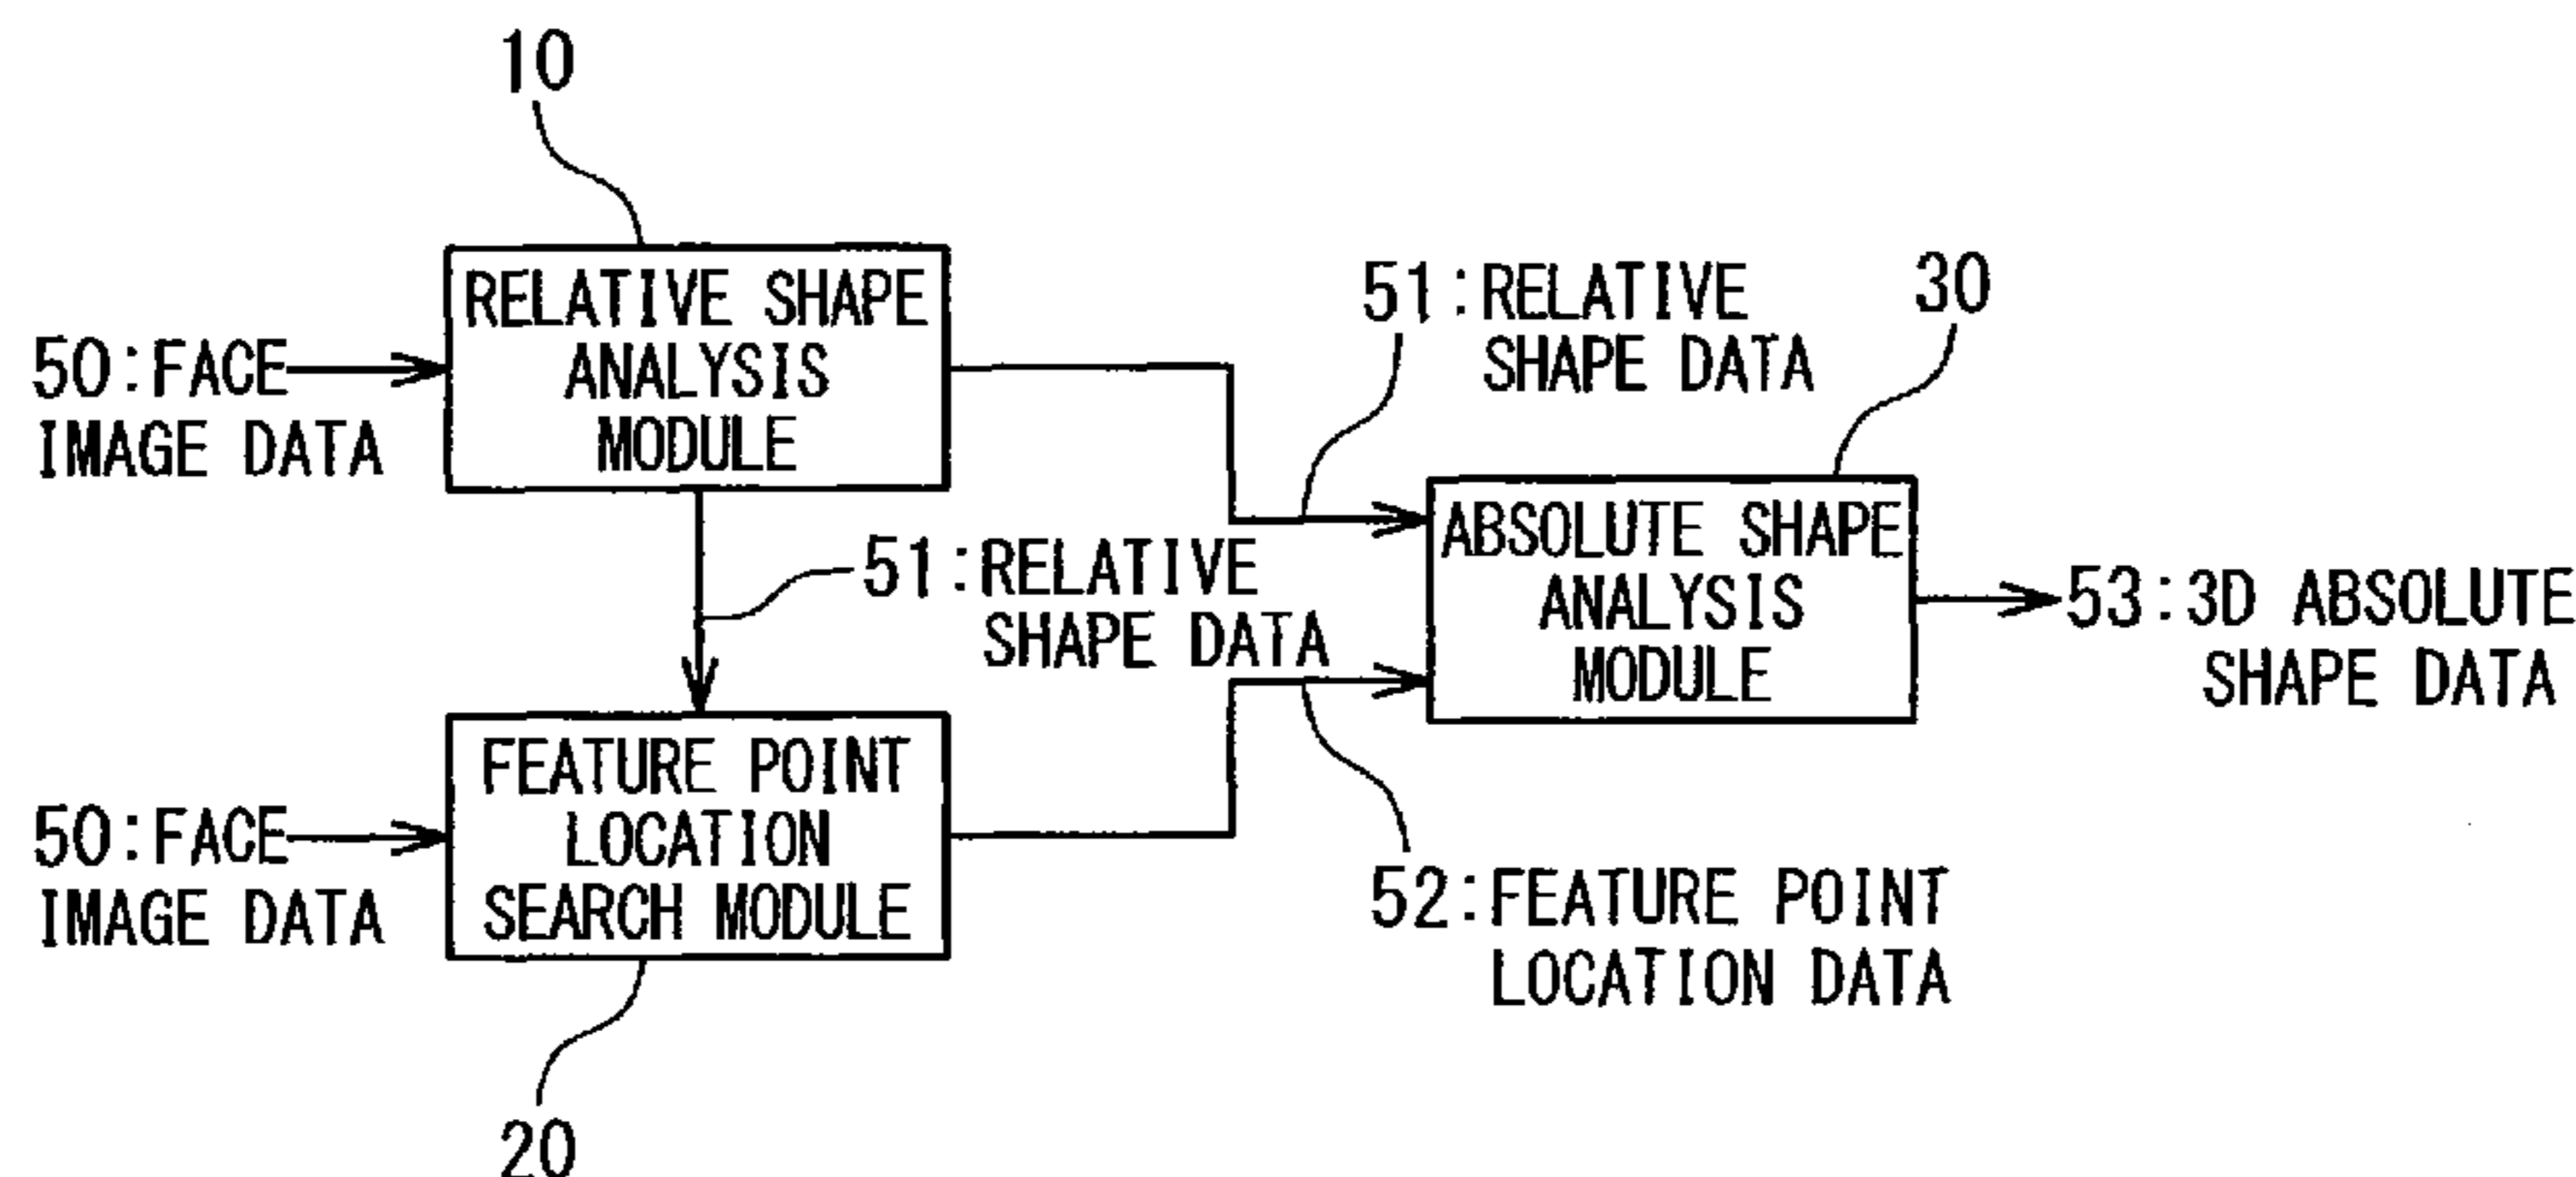 10
RELATIVE SHAPE
ANALYSIS
MODULE
50:FACE
IMAGE DATA
51:RELATIVE
SHAPE DATA
30
51:RELATIVE
SHAPE DATA
ABSOLUTE SHAPE
ANALYSIS
MODULE
53:3D ABSOLUTE
SHAPE DATA
50:FACE
IMAGE DATA
FEATURE POINT
LOCATION
SEARCH MODULE
52:FEATURE POINT
LOCATION DATA
20